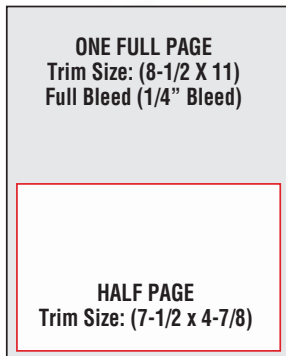 ONE FULL PAGE
Trim Size: (8-1/2 X 11)
Full Bleed (1/4” Bleed)
HALF PAGE
Trim Size: (7-1/2 x 4-7/8)